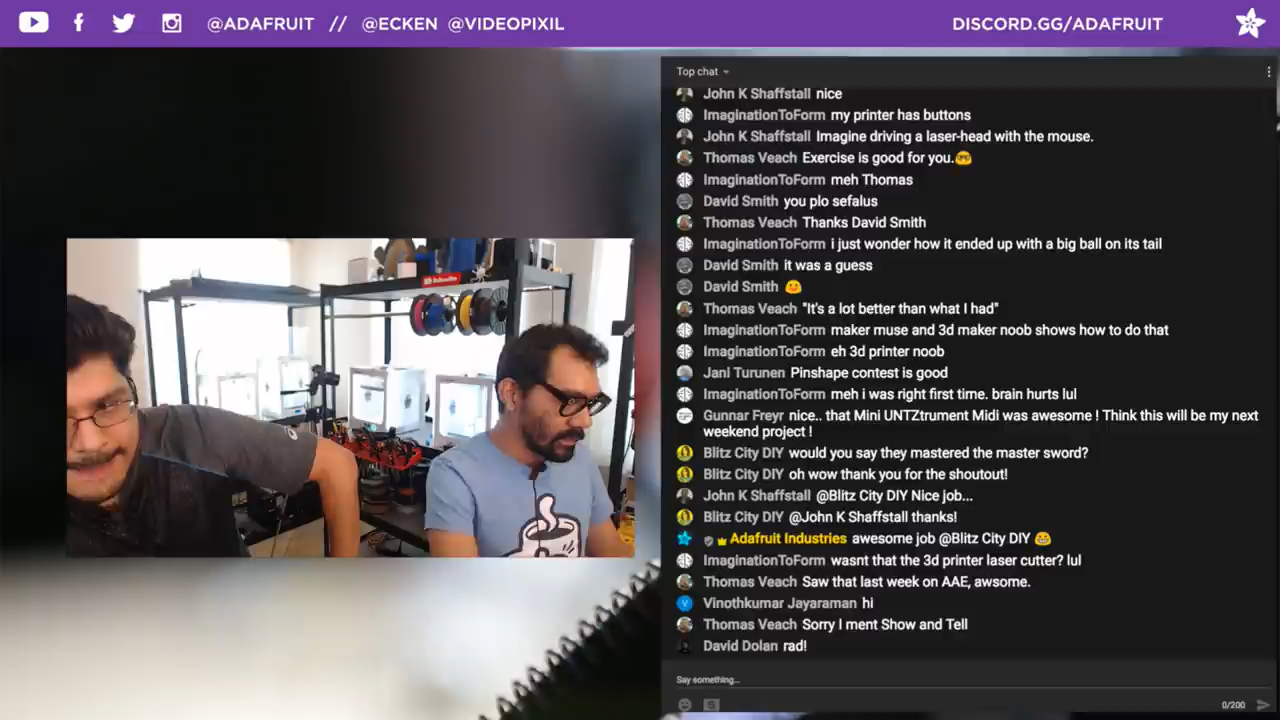 @ADAFRUIT // @ECKEN @VIDEOPIXIL
DISCORD.GG/ADAFRUIT
Top chat
John K Shaffstall nice
ImaginationToForm my printer has buttons
John K Shaffstall Imagine driving a laser-head with the mouse.
Thomas Veach Exercise is good for you.🤓
ImaginationToForm meh Thomas
David Smith you plo sefalus
Thomas Veach Thanks David Smith
ImaginationToForm i just wonder how it ended up with a big ball on its tail
David Smith it was a guess
David Smith
Thomas Veach "It's a lot better than what I had"
ImaginationToForm maker muse and 3d maker noob shows how to do that
ImaginationToForm eh 3d printer noob
Jani Turunen Pinshape contest is good
ImaginationToForm meh i was right first time. brain hurts lul
Gunnar Freyr nice.. that Mini UNTZtrument Midi was awesome ! Think this will be my next
weekend project !
Blitz City DIY would you say they mastered the master sword?
Blitz City DIY oh wow thank you for the shoutout!
John K Shaffstall @Blitz City DIY Nice job...
Blitz City DIY @John K Shaffstall thanks!
Adafruit Industries awesome job @Blitz City DIY
ImaginationToForm wasnt that the 3d printer laser cutter? lul
Thomas Veach Saw that last week on AAE, awsome.
Vinothkumar Jayaraman hi
Thomas Veach Sorry I ment Show and Tell
David Dolan rad!
Say something...
0/200